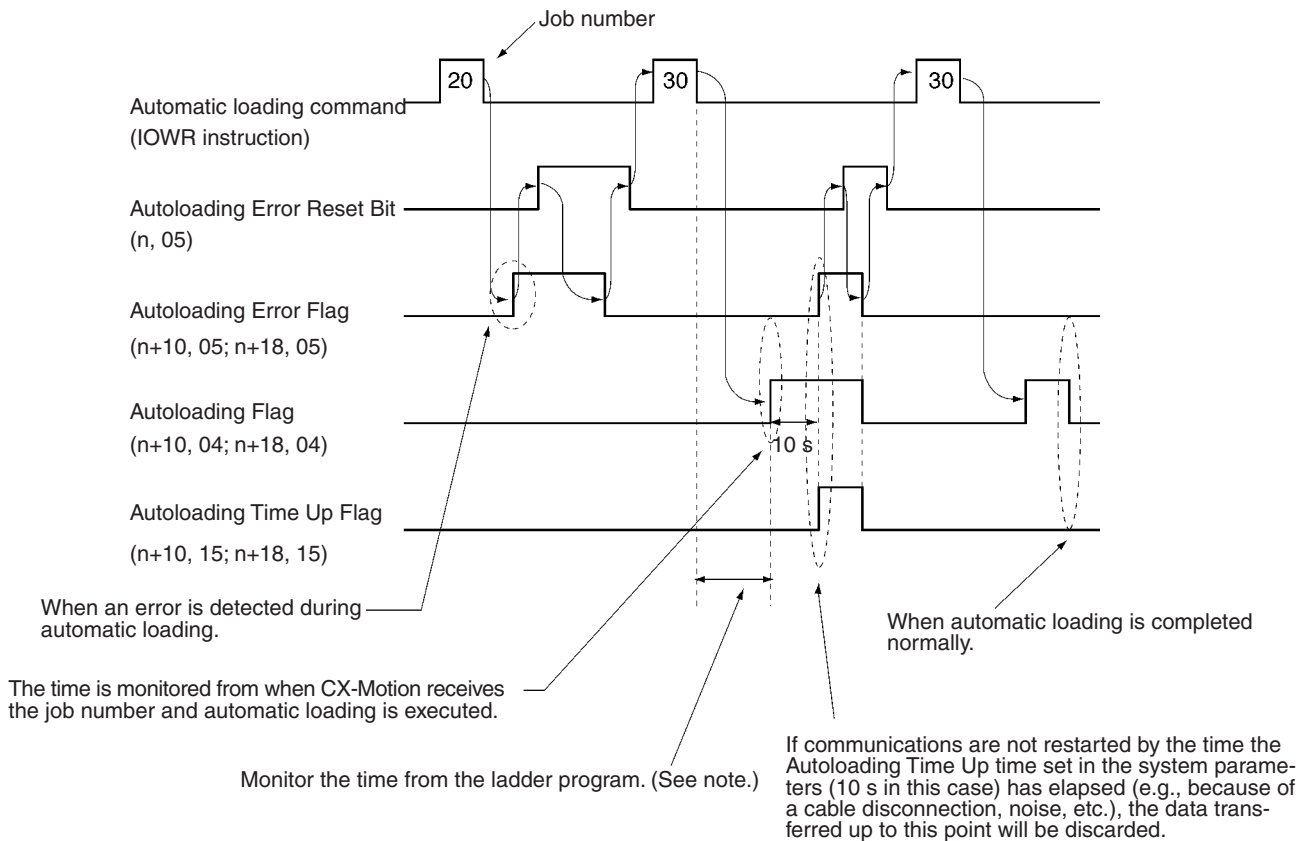 Job number
20
30
30
Automatic loading command
(IOWR instruction)
Autoloading Error Reset Bit
(n, 05)
Autoloading Error Flag
(n+10, 05; n+18, 05)
Autoloading Flag
(n+10, 04; n+18, 04)
10 s
Autoloading Time Up Flag
(n+10, 15; n+18, 15)
When an error is detected during
automatic loading.
When automatic loading is completed
normally.
The time is monitored from when CX-Motion receives
the job number and automatic loading is executed.
Monitor the time from the ladder program. (See note.)
If communications are not restarted by the time the
Autoloading Time Up time set in the system parame-
ters (10 s in this case) has elapsed (e.g., because of
a cable disconnection, noise, etc.), the data trans-
ferred up to this point will be discarded.